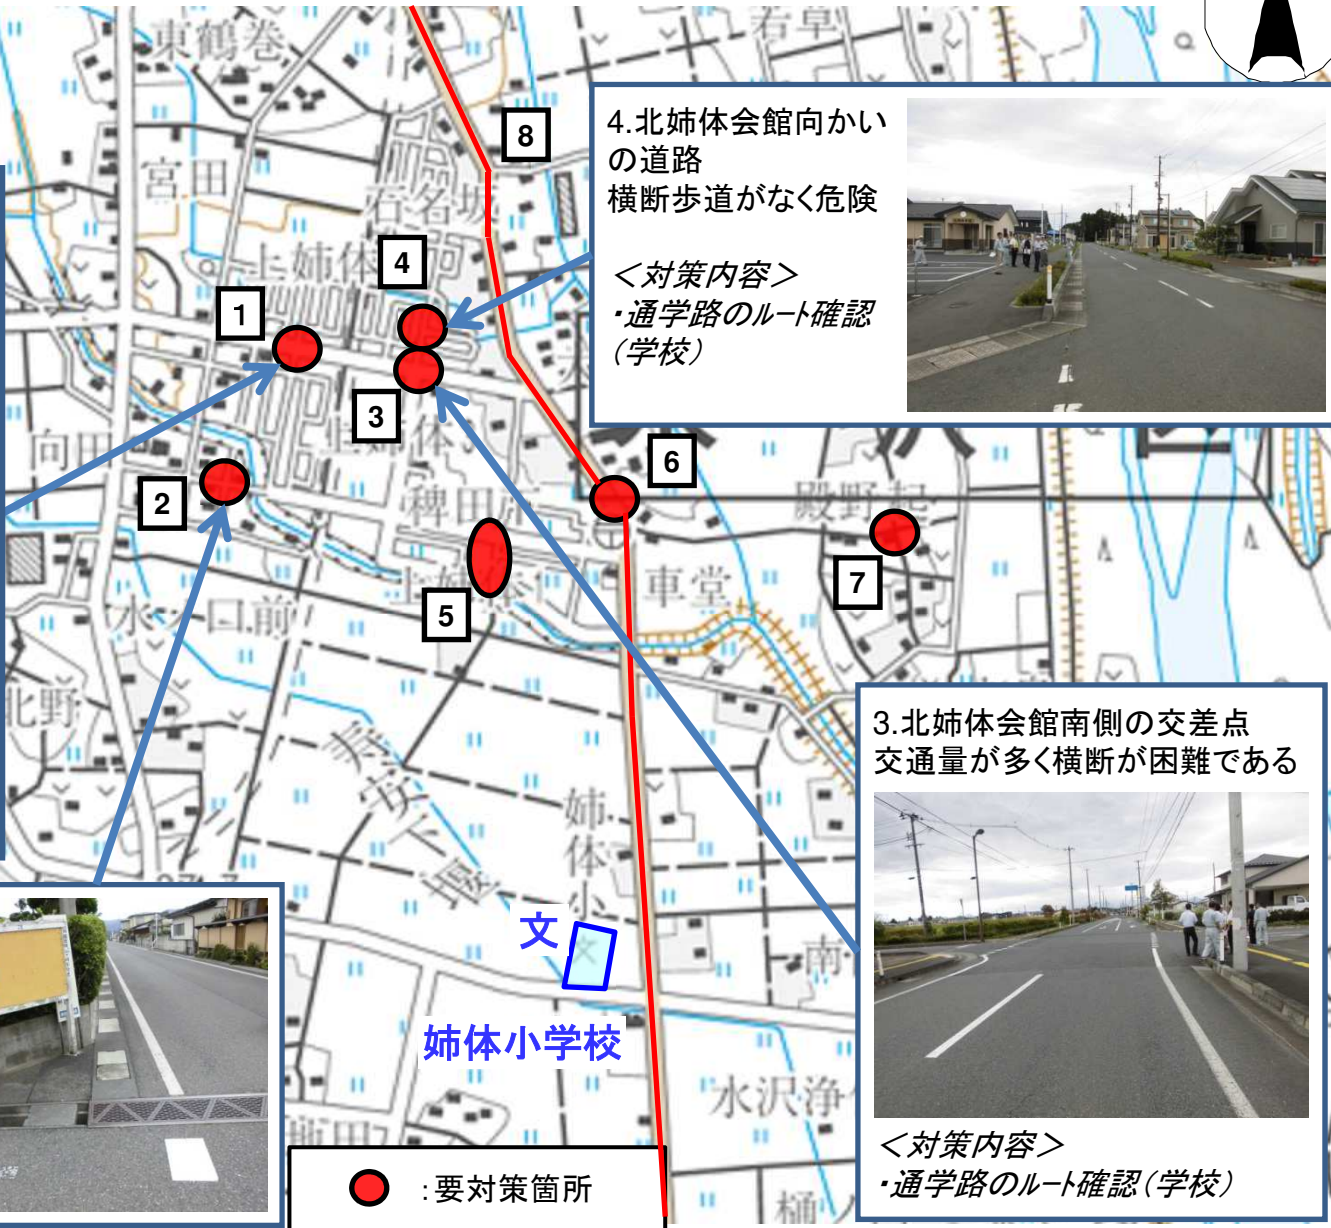 東鶴巻
若草
8
4.北姉体会館向かい
の道路
横断歩道がなく危険
＜対策内容＞
・通学路のルート確認
（学校）
宮田
石名坂
上姉体
4
1
3
向田
2
6
稗田
殿野起
7
5
車堂
水ノ口前
北野
3.北姉体会館南側の交差点
交通量が多く横断が困難である
姉体小
文
姉体小学校
南
水沢浄
＜対策内容＞
・通学路のルート確認（学校）
：要対策箇所
樋